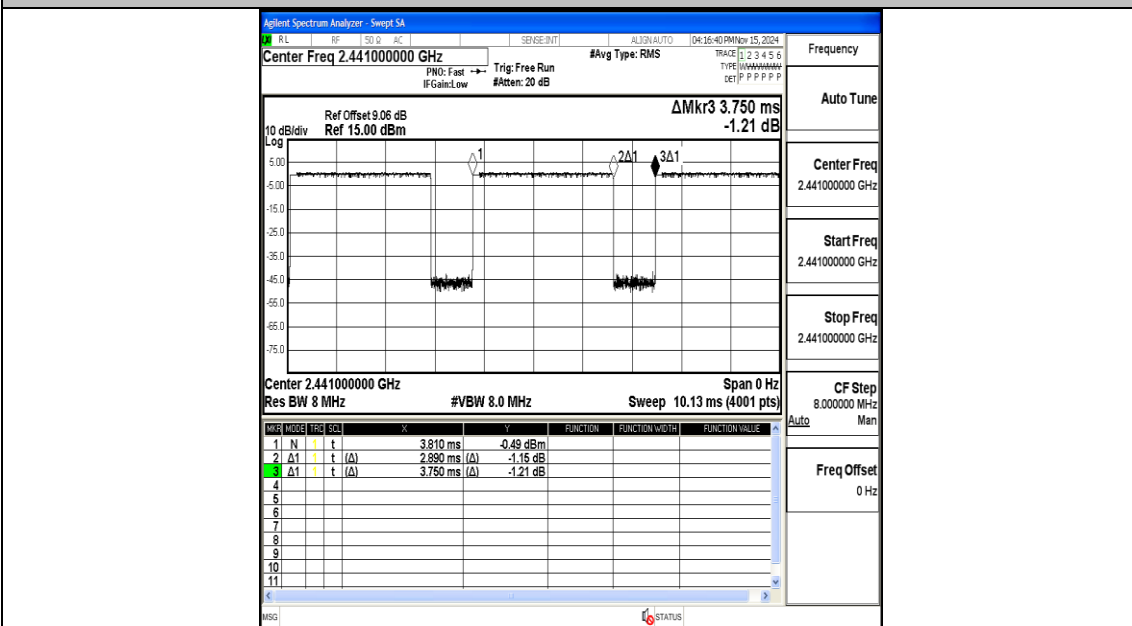 Agilent Spectrum Analyzer - Swept SA
RL RF 50 Ω AC SENSE:INT ALIGN AUTO 04:16:40 PM Nov 15, 2024
Center Freq 2.441000000 GHz
PNO: Fast
IFGain:Low
Trig: Free Run
#Atten: 20 dB
#Avg Type: RMS
TRACE 1 2 3 4 5 6
TYPE
DET P P P P P P
Ref Offset 9.06 dB
10 dB/div Ref 15.00 dBm
Log
ΔMkr3 3.750 ms
-1.21 dB
5.00
-5.00
-15.0
-25.0
-35.0
-45.0
-55.0
-65.0
-75.0
1
2Δ1
3Δ1
Center 2.441000000 GHz Span 0 Hz
Res BW 8 MHz #VBW 8.0 MHz Sweep 10.13 ms (4001 pts)
MKR MODE TRC SCL X Y FUNCTION FUNCTION WIDTH FUNCTION VALUE
1 N 1 t 3.810 ms -0.49 dBm
2 Δ1 1 t (Δ) 2.890 ms (Δ) -1.15 dB
3 Δ1 1 t (Δ) 3.750 ms (Δ) -1.21 dB
4
5
6
7
8
9
10
11
MSG STATUS
Frequency
Auto Tune
Center Freq
2.441000000 GHz
Start Freq
2.441000000 GHz
Stop Freq
2.441000000 GHz
CF Step
8.000000 MHz
Auto Man
Freq Offset
0 Hz